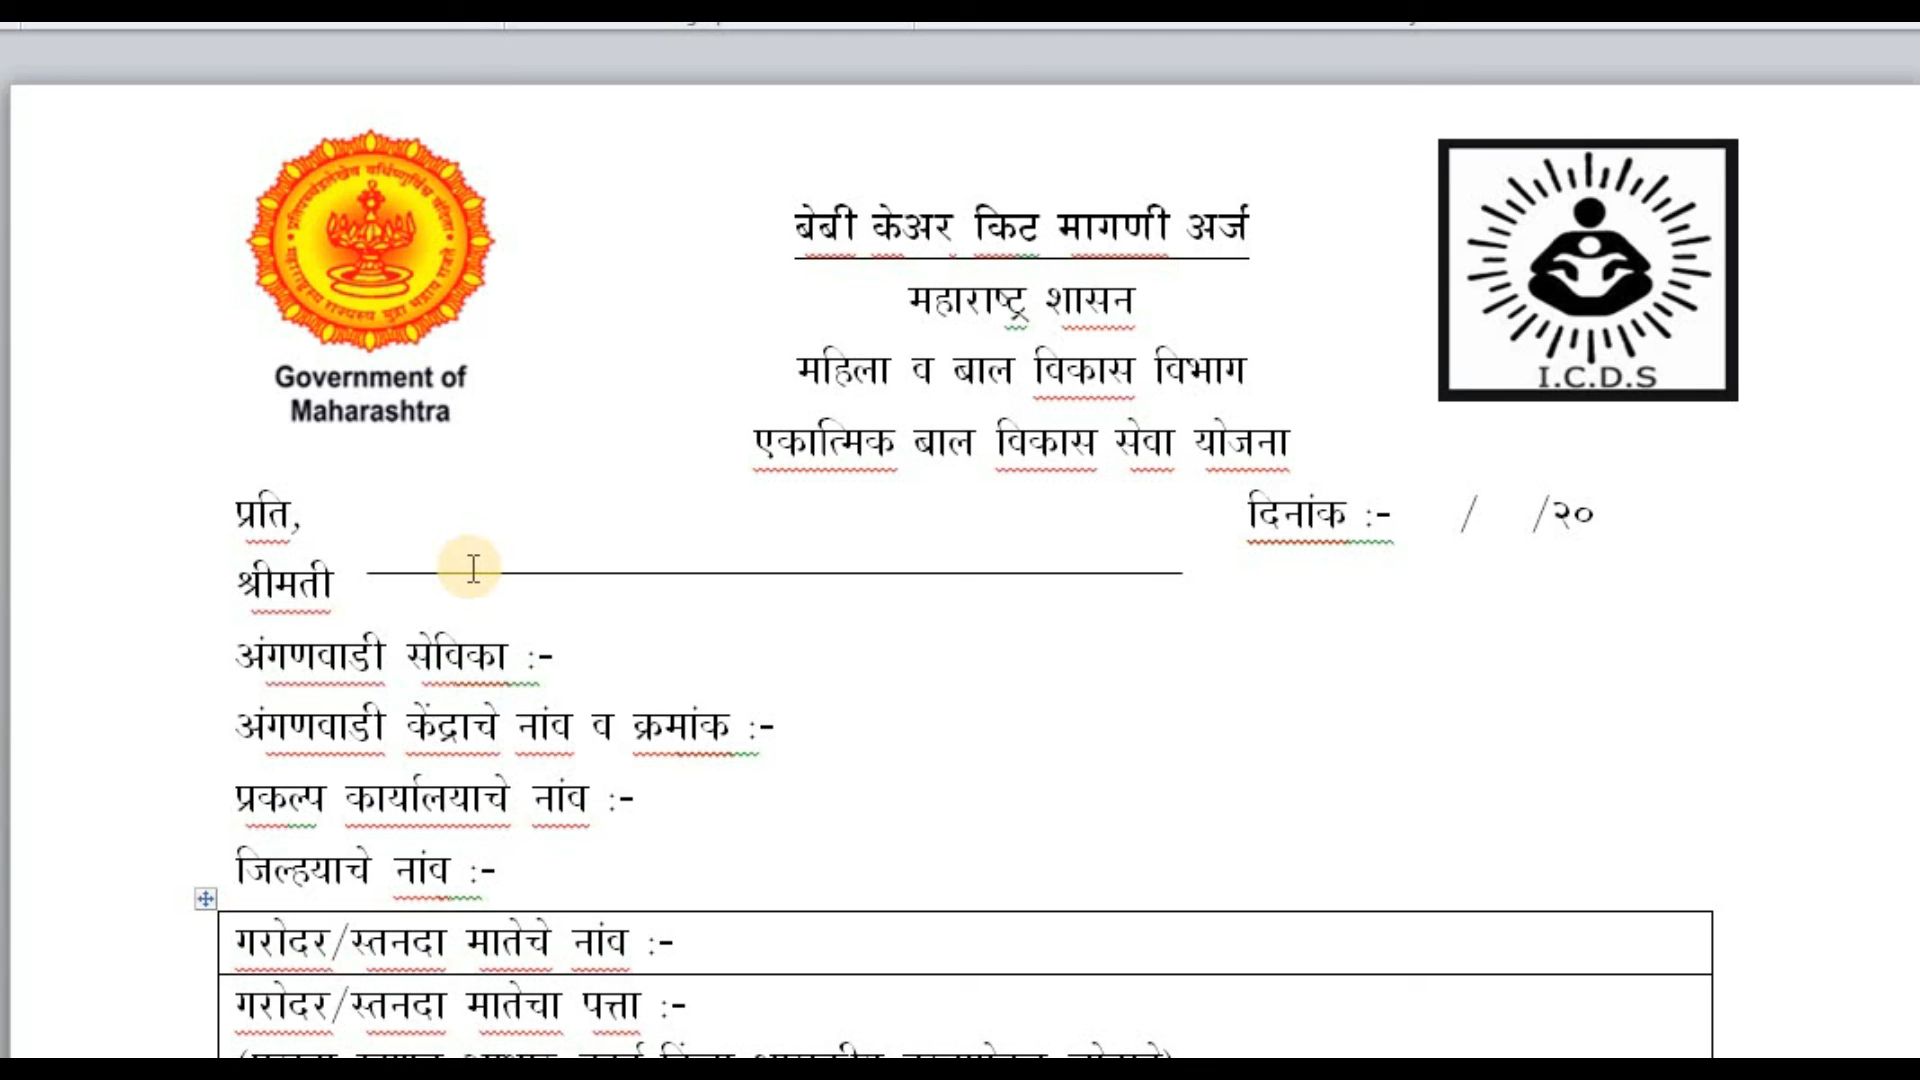 Government of
Maharashtra
बेबी केअर किट मागणी अर्ज
महाराष्ट्र शासन
महिला व बाल विकास विभाग
एकात्मिक बाल विकास सेवा योजना
I.C.D.S
प्रति,
दिनांक :- / /२०
श्रीमती
अंगणवाडी सेविका :-
अंगणवाडी केंद्राचे नांव व क्रमांक :-
प्रकल्प कार्यालयाचे नांव :-
जिल्हयाचे नांव :-
गरोदर/स्तनदा मातेचे नांव :-
गरोदर/स्तनदा मातेचा पत्ता :-